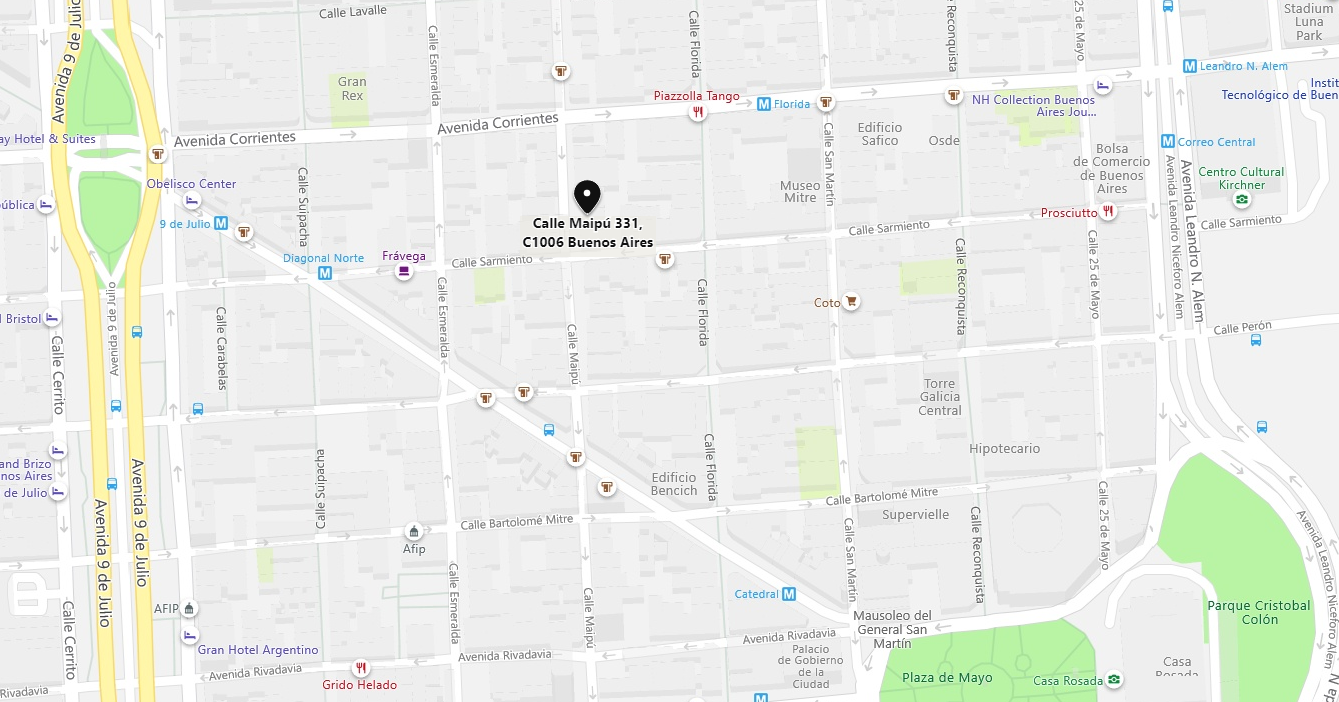 Calle Lavalle
Stadium
Luna
Park
Avenida 9 de Julio
Calle Esmeralda
Calle Florida
Calle Reconquista
25 de Mayo
Leandro N. Alem
Gran
Rex
Piazzolla Tango
Florida
NH Collection Buenos
Aires Jou...
Instit
Tecnológico de Buen
Avenida Corrientes
Avenida Corrientes
ay Hotel & Suites
Edificio
Safico
Osde
Correo Central
Bolsa
de Comercio
de Buenos
Aires
Calle San Martín
Avenida Leandro N. Alem
Avenida Leandro Niceforo Alem
Centro Cultural
Kirchner
Obelisco Center
Calle Suipacha
Museo
Mitre
ública
9 de Julio
Calle Maipú 331,
C1006 Buenos Aires
Prosciutto
Calle Sarmiento
Calle Sarmiento
Calle Sarmiento
Diagonal Norte
Frávega
Calle Reconquista
Calle 25 de Mayo
Avenida 9 de Julio
Calle Esmeralda
Calle Florida
Coto
l Bristol
Calle Carabelas
Calle Maipú
Calle Perón
Calle Cerrito
Torre
Galicia
Central
and Brizo
nos Aires
de Julio
Calle Suipacha
Calle Florida
Hipotecario
Edificio
Bencich
Calle Bartolomé Mitre
Calle Bartolomé Mitre
Supervielle
Avenida 9 de Julio
Avenida 9 de Julio
Afip
Calle San Martín
Calle Reconquista
Calle 25 de Mayo
Avenida Leandro Niceforo Alem
Calle Esmeralda
Calle Maipú
Catedral
AFIP
Calle Cerrito
Mausoleo del
General San
Martín
Parque Cristobal
Colón
Avenida Rivadavia
Gran Hotel Argentino
Avenida Rivadavia
Palacio
de Gobierno
de la
Ciudad
Avenida Rivadavia
Rivadavia
Grido Helado
Plaza de Mayo
Casa Rosada
Casa
Rosada